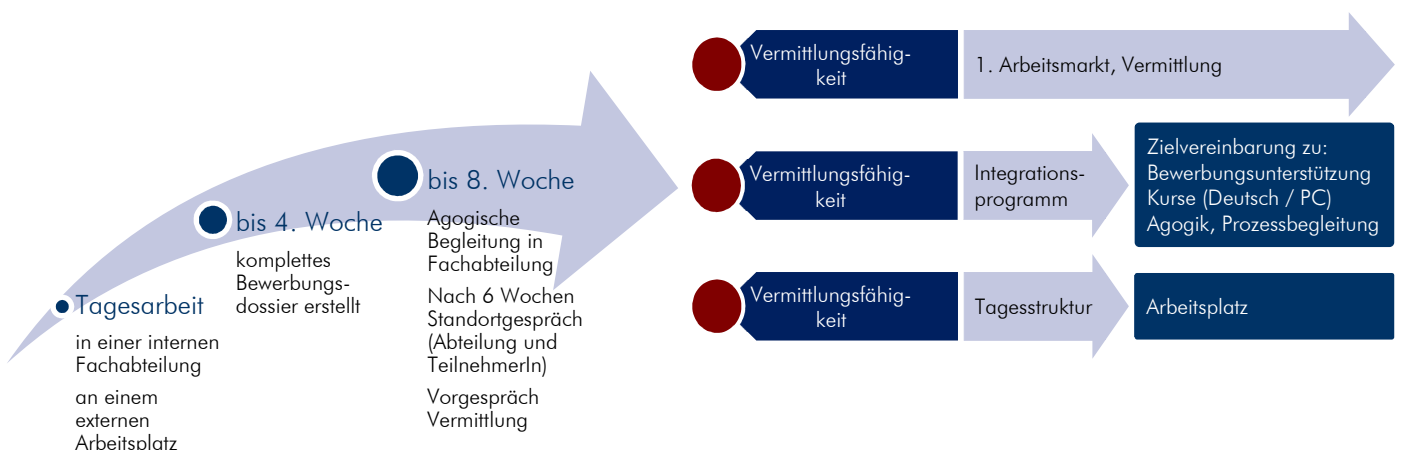 Tagesarbeit
in einer internen
Fachabteilung
an einem
externen
Arbeitsplatz
bis 4. Woche
komplettes
Bewerbungs-
dossier erstellt
bis 8. Woche
Agogische
Begleitung in
Fachabteilung
Nach 6 Wochen
Standortgespräch
(Abteilung und
TeilnehmerIn)
Vorgespräch
Vermittlung
Vermittlungsfähig-
keit
1. Arbeitsmarkt, Vermittlung
Vermittlungsfähig-
keit
Integrations-
programm
Zielvereinbarung zu:
Bewerbungsunterstützung
Kurse (Deutsch / PC)
Agogik, Prozessbegleitung
Vermittlungsfähig-
keit
Tagesstruktur
Arbeitsplatz